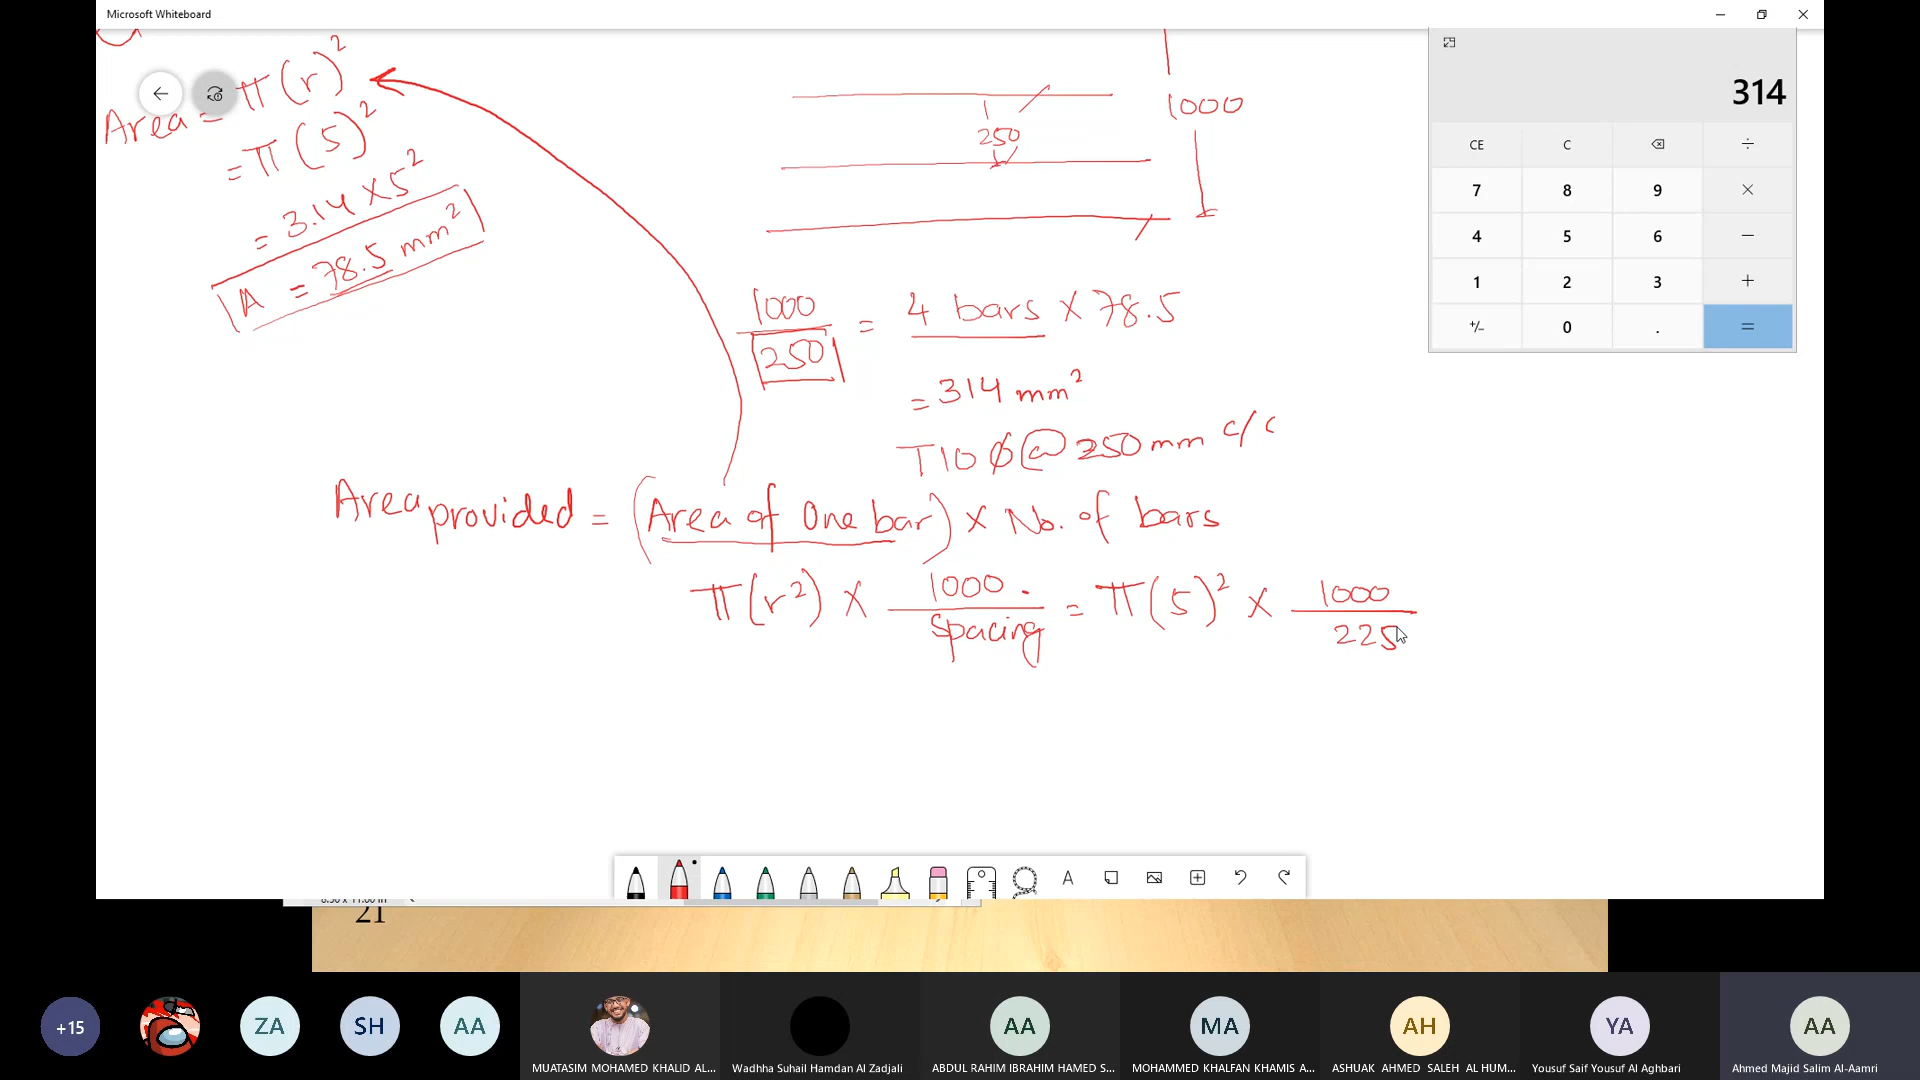 Microsoft Whiteboard
Area = π(r)²
= π(5)²
= 3.14 × 5²
A = 78.5 mm²
1000
250
1000
250
= 4 bars × 78.5
= 314 mm²
T10 ϕ @ 250 mm c/c
Area provided = (Area of One bar) × No. of bars
π(r²) × 1000 / Spacing = π(5)² × 1000 / 225
314
CE C ÷
7 8 9 ×
4 5 6 −
1 2 3 +
+/− 0 . =
A
21
+15
ZA
SH
AA
AA
MA
AH
YA
AA
MUATASIM MOHAMED KHALID AL...
Wadhha Suhail Hamdan Al Zadjali
ABDUL RAHIM IBRAHIM HAMED S...
MOHAMMED KHALFAN KHAMIS A...
ASHUAK AHMED SALEH AL HUM...
Yousuf Saif Yousuf Al Aghbari
Ahmed Majid Salim Al-Aamri